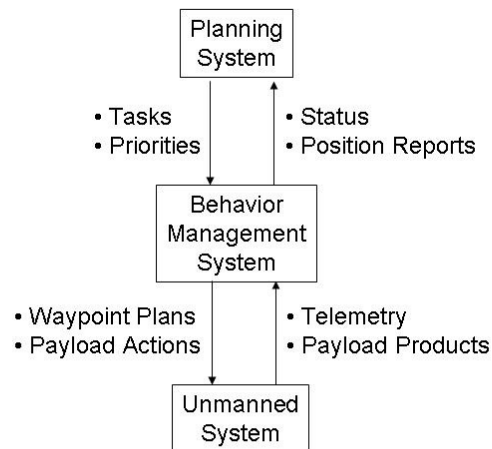 Planning
System
• Tasks
• Priorities
• Status
• Position Reports
Behavior
Management
System
• Waypoint Plans
• Payload Actions
• Telemetry
• Payload Products
Unmanned
System